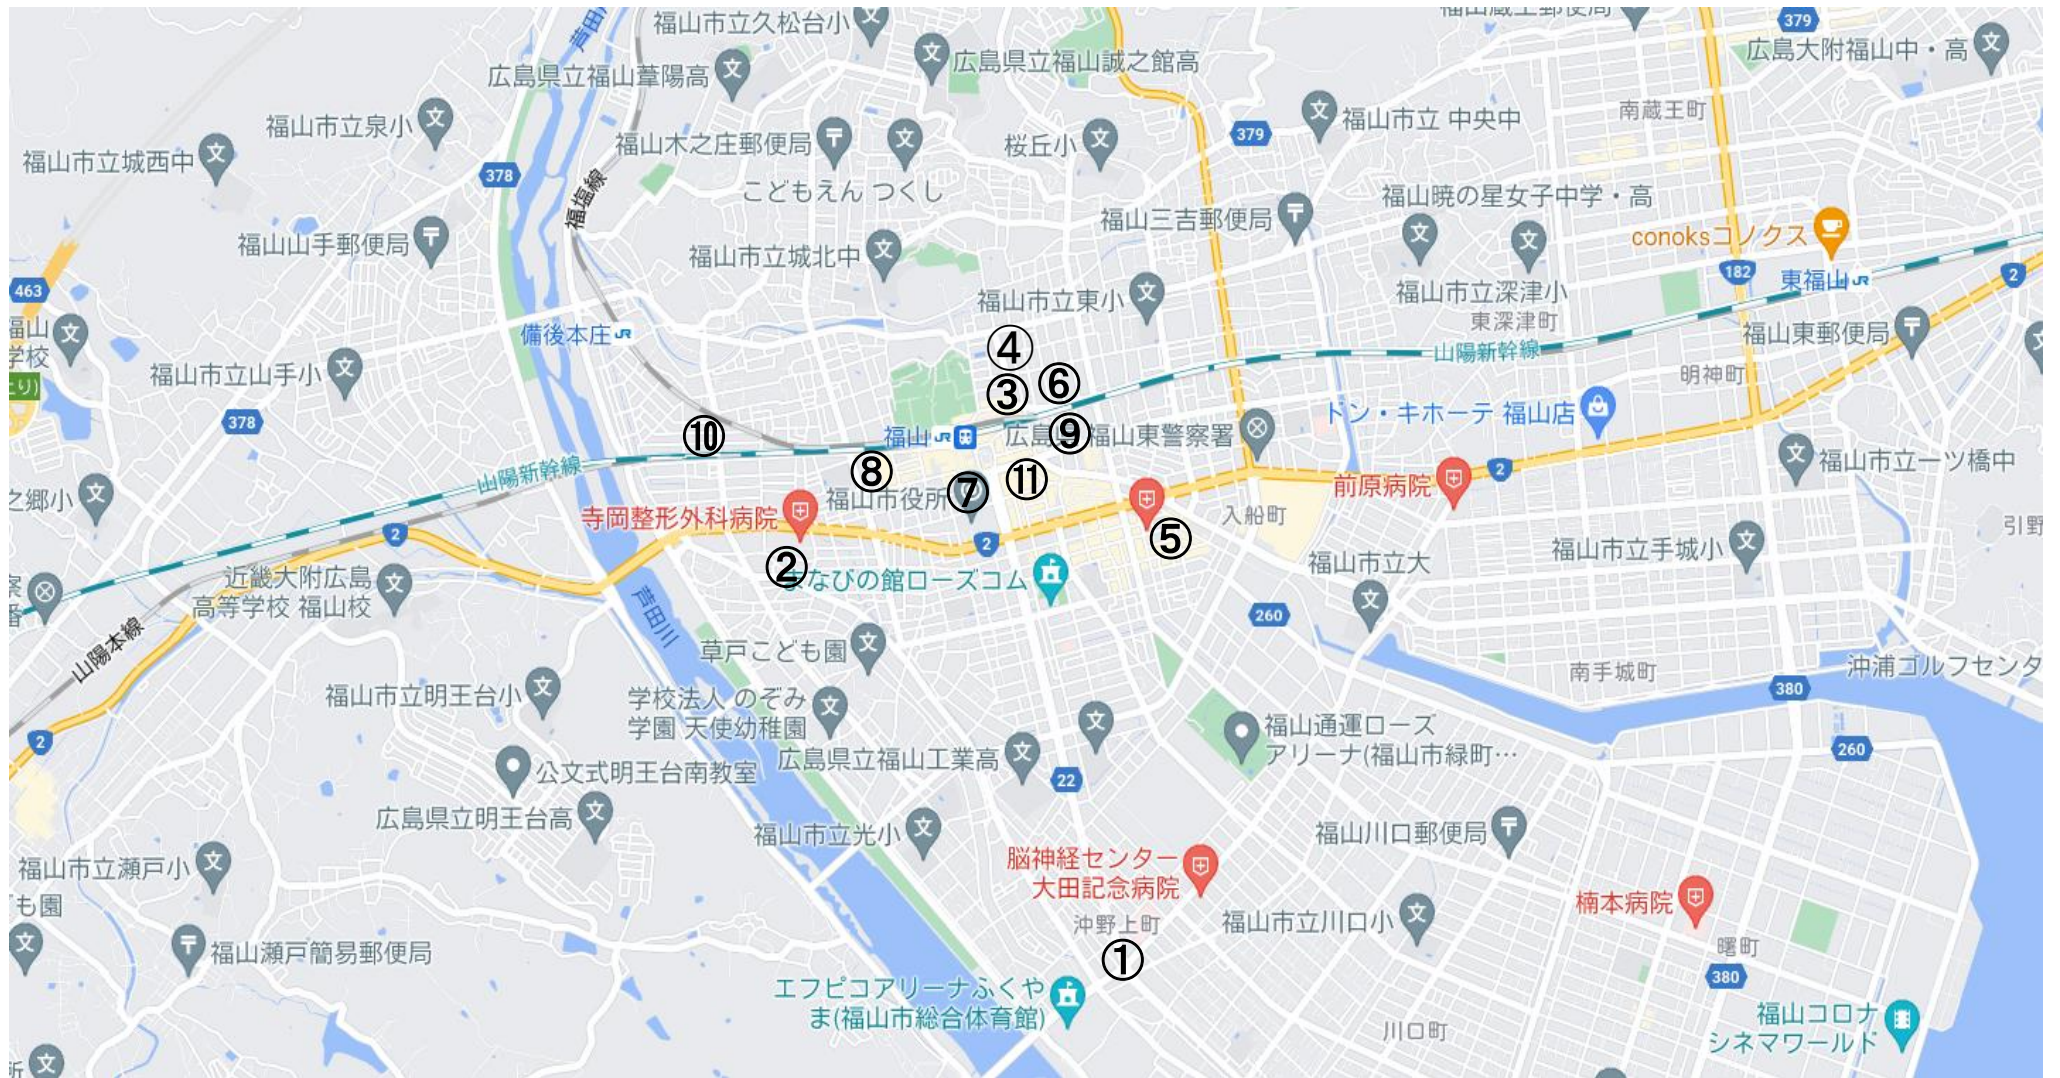 福山市立久松台小
芦田川
広島県立福山葦陽高
広島県立福山誠之館高
379
広島大附福山中・高
福山市立泉小
福山木之庄郵便局
桜丘小
379
福山市立 中央中
南蔵王町
福山市立城西中
378
福塩線
こどもえん つくし
福山三吉郵便局
福山暁の星女子中学・高
福山山手郵便局
福山市立城北中
conoksコノクス
463
182
東福山
2
福山市立東小
福山市立深津小
東深津町
備後本庄
福山東郵便局
福山
学校
④
山陽新幹線
福山市立山手小
③
⑥
明神町
378
ドン・キホーテ 福山店
⑩
福山
広島県福山東警察署
⑨
山陽新幹線
⑧
⑪
2
福山市立一ツ橋中
前原病院
之郷小
福山市役所
⑦
寺岡整形外科病院
入船町
2
2
⑤
引野
福山市立手城小
②
まなびの館ローズコム
福山市立大
近畿大附広島
高等学校 福山校
芦田川
260
山陽本線
草戸こども園
南手城町
沖浦ゴルフセンタ
福山市立明王台小
学校法人 のぞみ
学園 天使幼稚園
380
2
福山通運ローズ
アリーナ(福山市緑町…
260
広島県立福山工業高
公文式明王台南教室
22
広島県立明王台高
福山市立光小
福山川口郵便局
福山市立瀬戸小
脳神経センター
大田記念病院
楠本病院
も園
沖野上町
福山市立川口小
福山瀬戸簡易郵便局
①
曙町
380
エフピコアリーナふくや
ま(福山市総合体育館)
川口町
福山コロナ
シネマワールド